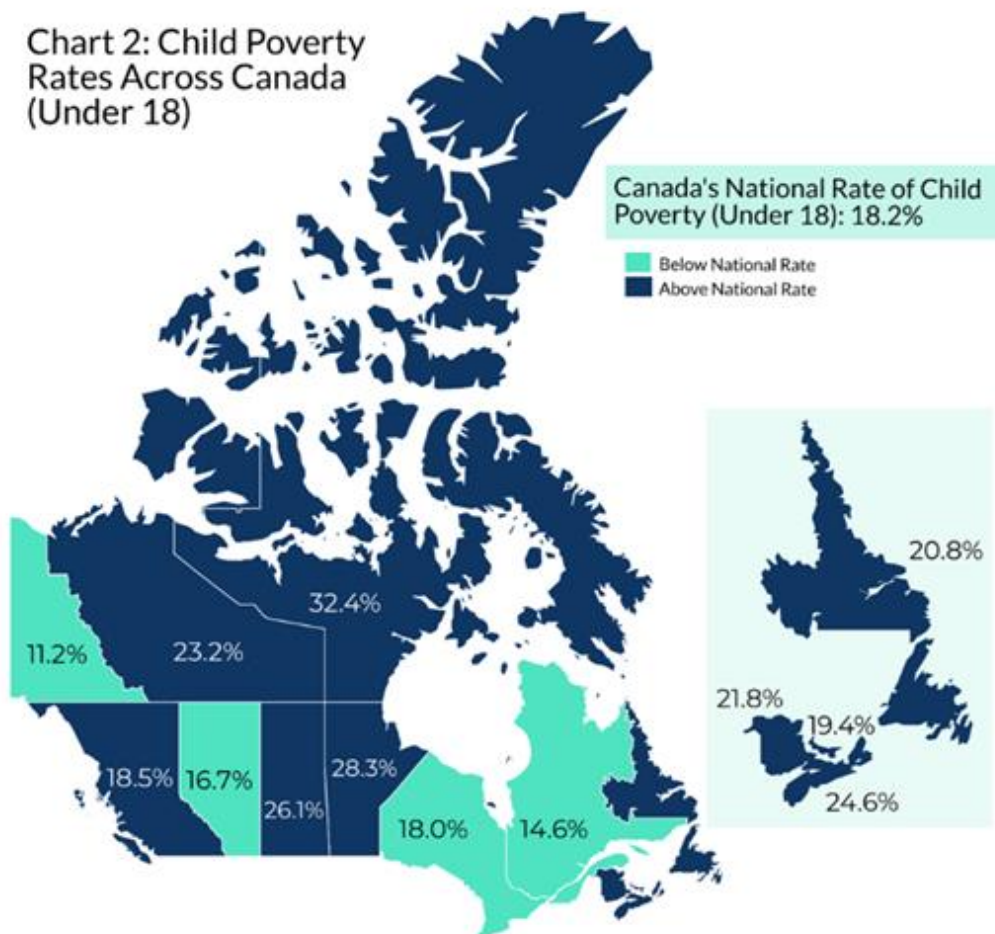 Chart 2: Child Poverty
Rates Across Canada
(Under 18)
Canada's National Rate of Child
Poverty (Under 18): 18.2%
Below National Rate
Above National Rate
32.4%
23.2%
11.2%
18.5%
16.7%
26.1%
28.3%
18.0%
14.6%
20.8%
21.8%
19.4%
24.6%